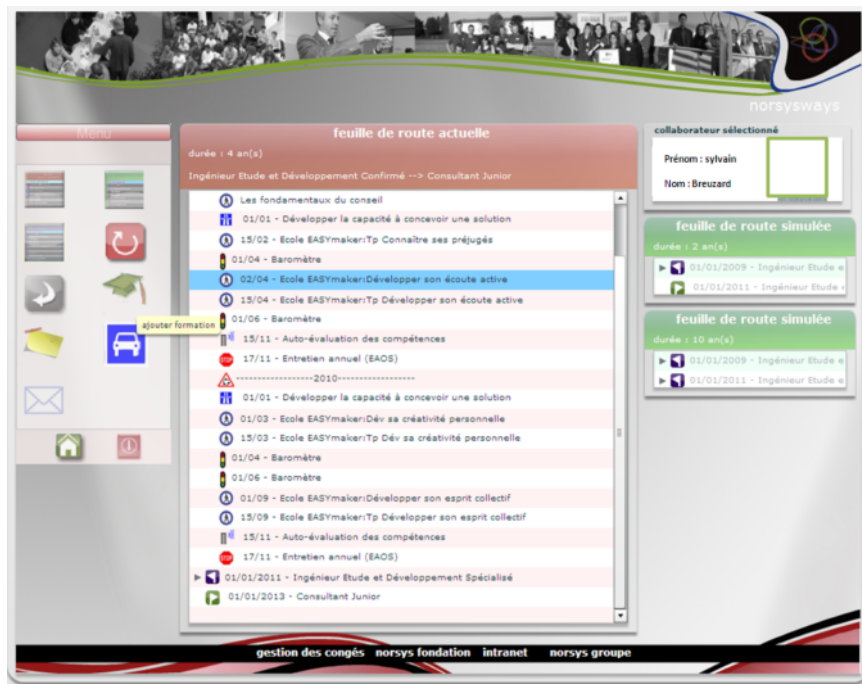 norsysways
Menu
ajouter formation
feuille de route actuelle
durée : 4 an(s)
Ingénieur Etude et Développement Confirmé --> Consultant Junior
Les fondamentaux du conseil
01/01 - Développer la capacité à concevoir une solution
15/02 - Ecole EASYmaker:Tp Connaître ses préjugés
01/04 - Baromètre
02/04 - Ecole EASYmaker:Développer son écoute active
15/04 - Ecole EASYmaker:Tp Développer son écoute active
01/06 - Baromètre
15/11 - Auto-évaluation des compétences
STOP 17/11 - Entretien annuel (EAOS)
------------------2010-----------------
01/01 - Développer la capacité à concevoir une solution
01/03 - Ecole EASYmaker:Dév sa créativité personnelle
15/03 - Ecole EASYmaker:Tp Dév sa créativité personnelle
01/04 - Baromètre
01/06 - Baromètre
01/09 - Ecole EASYmaker:Développer son esprit collectif
15/09 - Ecole EASYmaker:Tp Développer son esprit collectif
15/11 - Auto-évaluation des compétences
STOP 17/11 - Entretien annuel (EAOS)
01/01/2011 - Ingénieur Etude et Développement Spécialisé
01/01/2013 - Consultant Junior
collaborateur sélectionné
Prénom : sylvain
Nom : Breuzard
feuille de route simulée
durée : 2 an(s)
01/01/2009 - Ingénieur Etude e
01/01/2011 - Ingénieur Etude e
feuille de route simulée
durée : 10 an(s)
01/01/2009 - Ingénieur Etude e
01/01/2011 - Ingénieur Etude e
gestion des congés norsys fondation intranet norsys groupe